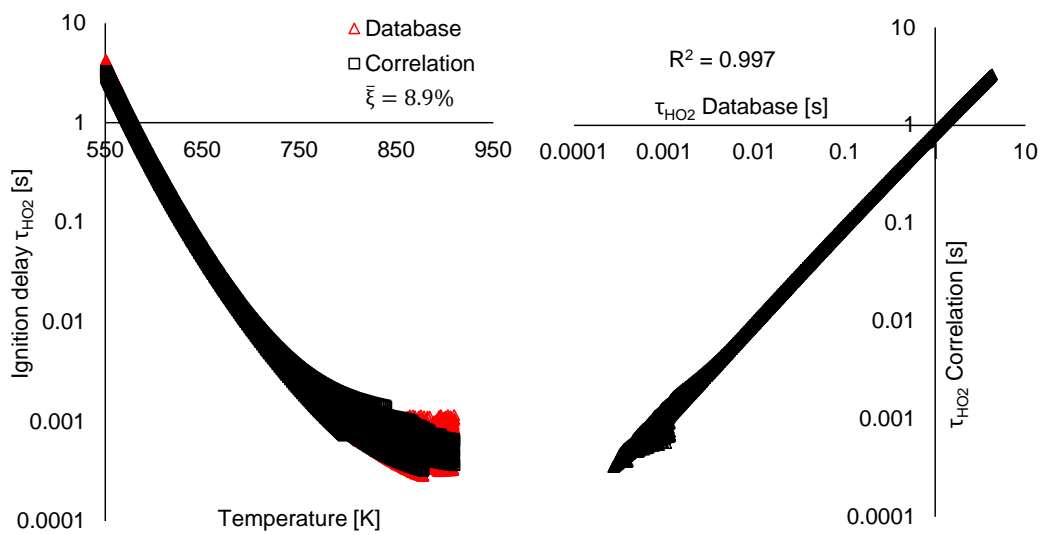 10
1
0.1
0.01
0.001
0.0001
550
650
750
850
950
Ignition delay τHO2 [s]
Temperature [K]
Database
Correlation
ξ̄ = 8.9%
R² = 0.997
τHO2 Database [s]
0.0001
0.001
0.01
0.1
1
10
10
1
0.1
0.01
0.001
0.0001
τHO2 Correlation [s]